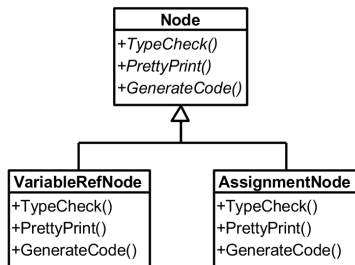 Node
+TypeCheck()
+PrettyPrint()
+GenerateCode()
VariableRefNode
+TypeCheck()
+PrettyPrint()
+GenerateCode()
AssignmentNode
+TypeCheck()
+PrettyPrint()
+GenerateCode()